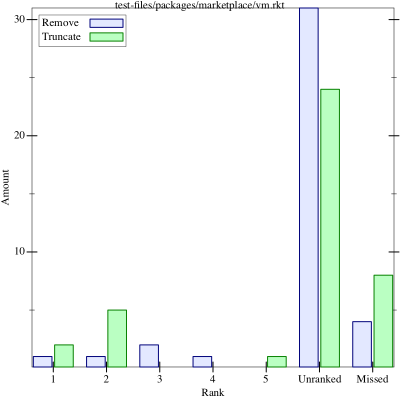 test-files/packages/marketplace/vm.rkt
Remove
Truncate
30
20
10
Amount
1 2 3 4 5 Unranked Missed
Rank